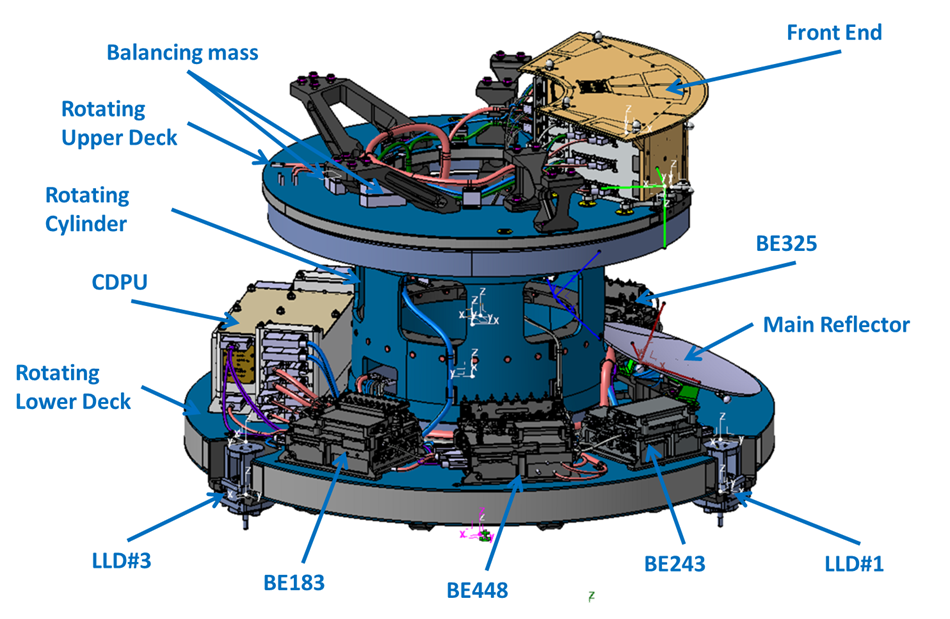 Front End
Balancing mass
Rotating
Upper Deck
Rotating
Cylinder
BE325
CDPU
Main Reflector
Rotating
Lower Deck
LLD#3
BE183
BE448
BE243
LLD#1